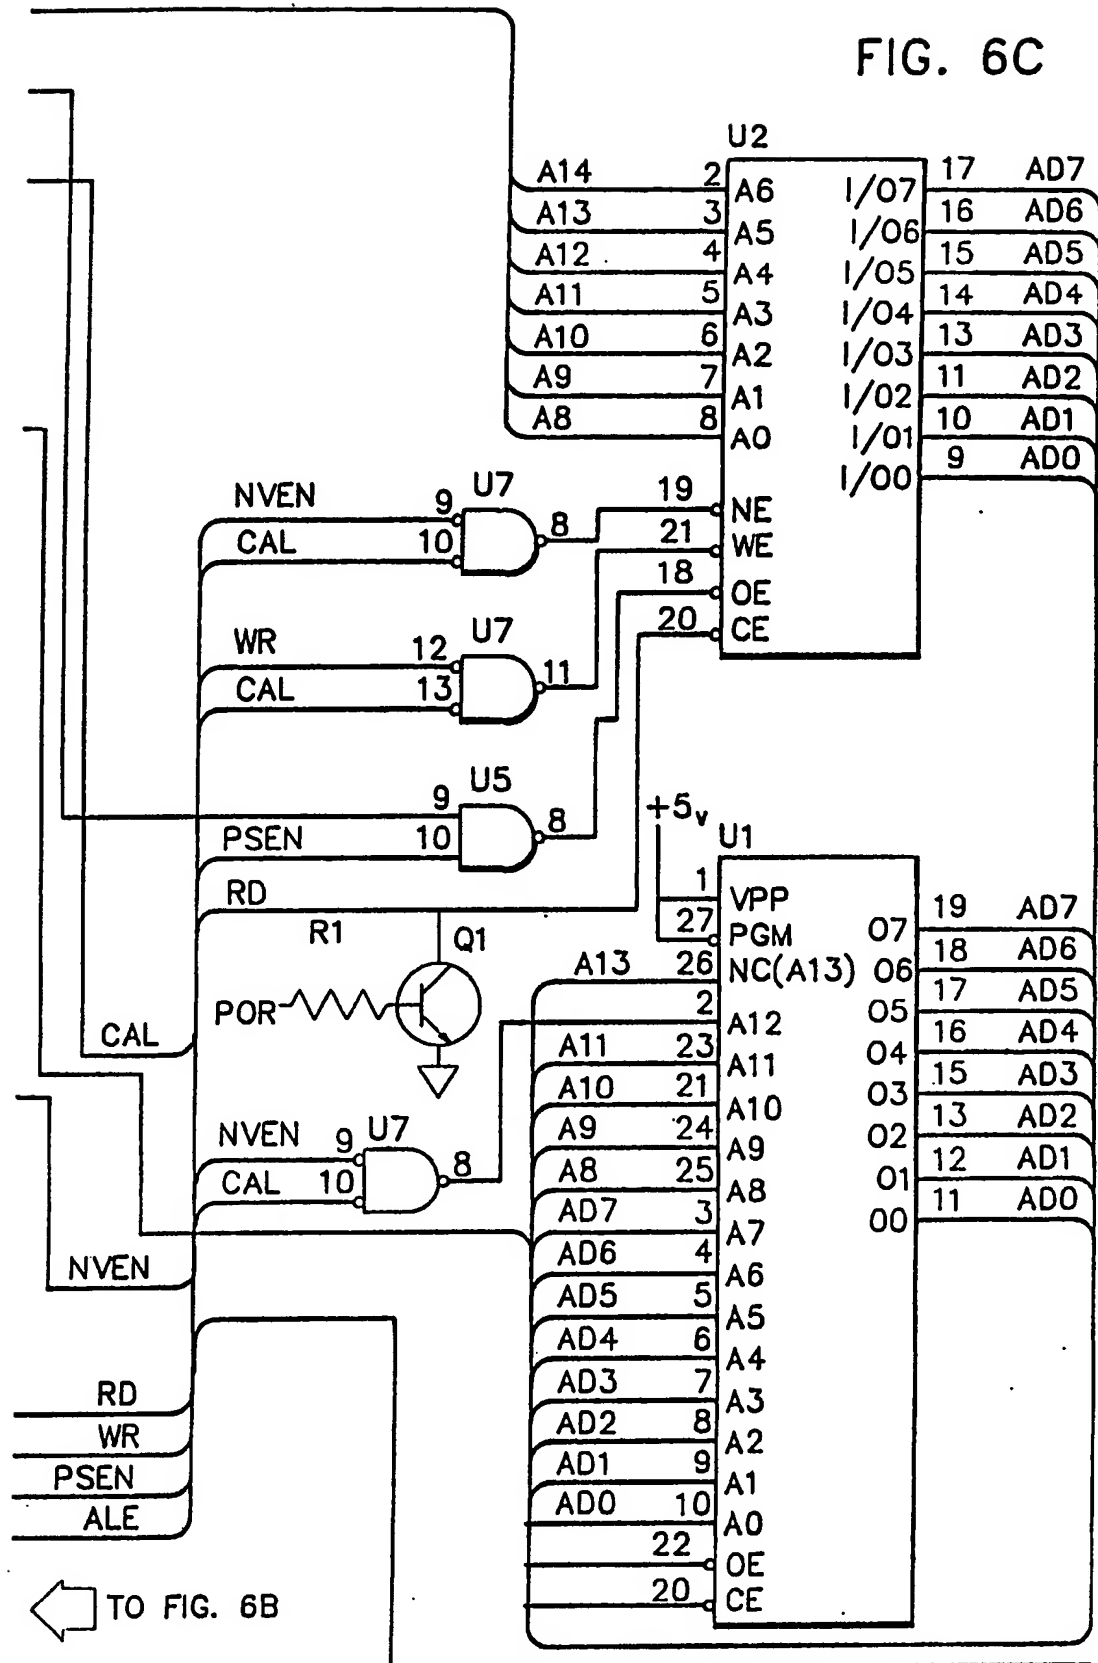 FIG. 6C
U2
A14 2 A6 I/O7 17 AD7
A13 3 A5 I/O6 16 AD6
A12 4 A4 I/O5 15 AD5
A11 5 A3 I/O4 14 AD4
A10 6 A2 I/O3 13 AD3
A9 7 A1 I/O2 11 AD2
A8 8 A0 I/O1 10 AD1
I/O0 9 AD0
NVEN 9 U7 8 19 NE
CAL 10 21 WE
18 OE
20 CE
WR 12 U7 11
CAL 13
9 U5 8
PSEN 10
RD
+5v
U1
R1 Q1
POR
CAL
1 VPP
27 PGM O7 19 AD7
A13 26 NC(A13) O6 18 AD6
2 A12 O5 17 AD5
A11 23 A11 O4 16 AD4
A10 21 A10 O3 15 AD3
A9 24 A9 O2 13 AD2
A8 25 A8 O1 12 AD1
AD7 3 A7 O0 11 AD0
AD6 4 A6
AD5 5 A5
AD4 6 A4
AD3 7 A3
AD2 8 A2
AD1 9 A1
AD0 10 A0
22 OE
20 CE
NVEN 9 U7 8
CAL 10
NVEN
RD
WR
PSEN
ALE
TO FIG. 6B